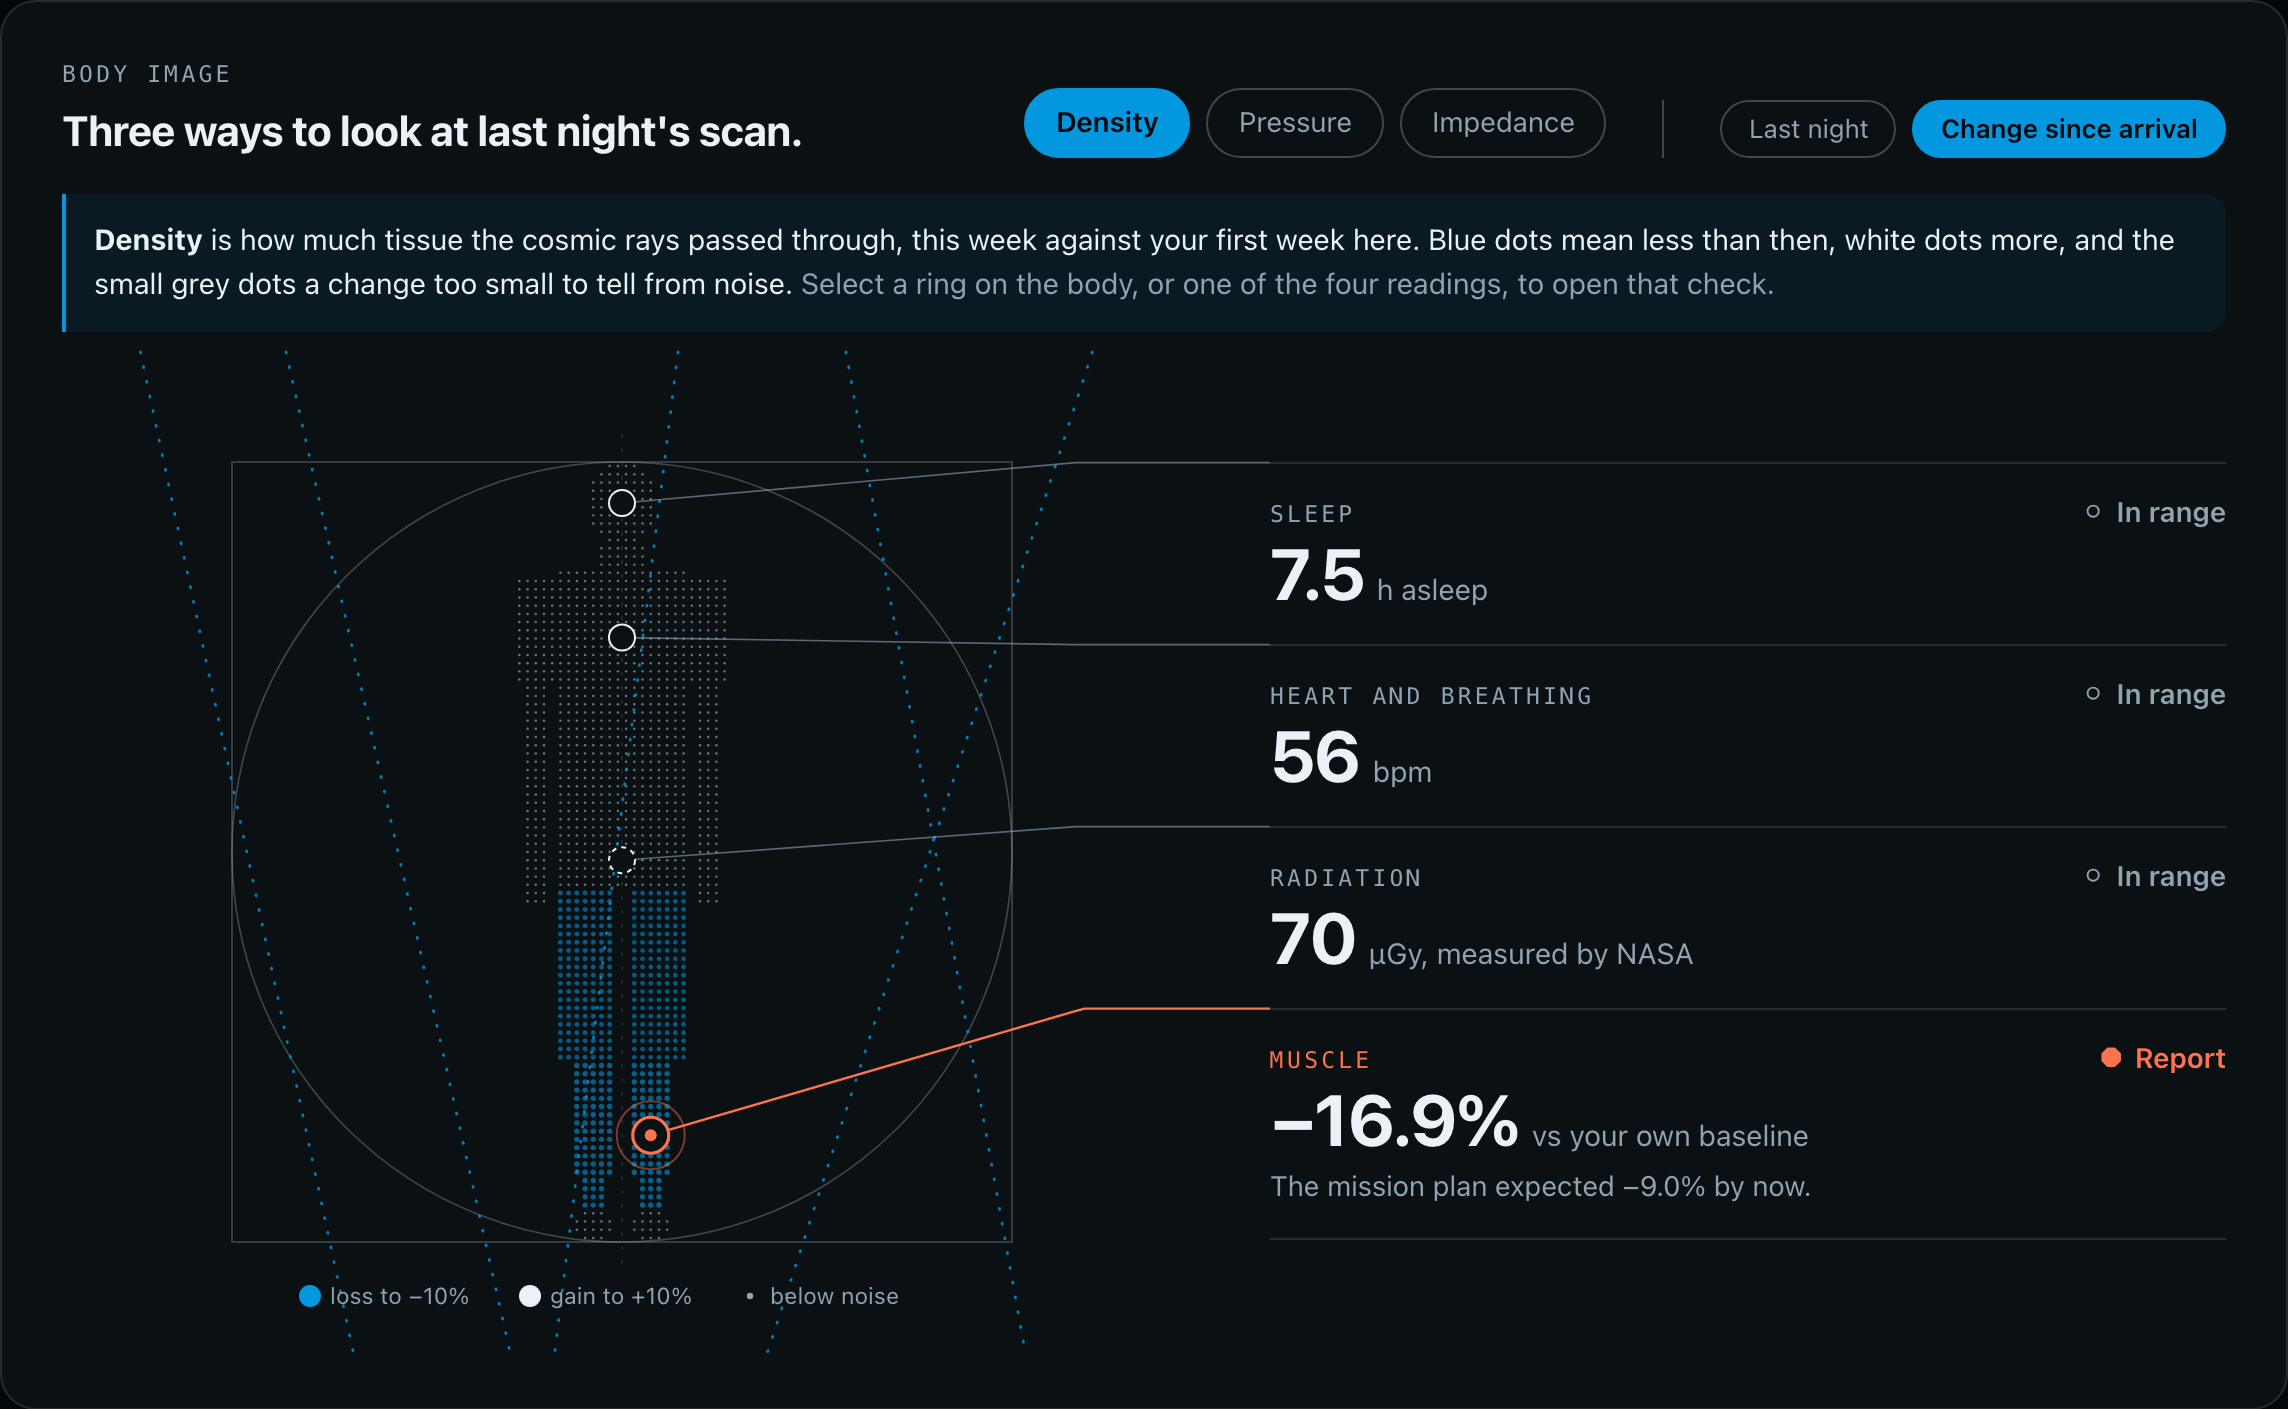 BODY IMAGE
Three ways to look at last night's scan.
Density
Pressure
Impedance
Last night
Change since arrival
Density is how much tissue the cosmic rays passed through, this week against your first week here. Blue dots mean less than then, white dots more, and the
small grey dots a change too small to tell from noise. Select a ring on the body, or one of the four readings, to open that check.
SLEEP
In range
7.5 h asleep
HEART AND BREATHING
In range
56 bpm
RADIATION
In range
70 µGy, measured by NASA
MUSCLE
Report
−16.9% vs your own baseline
The mission plan expected −9.0% by now.
loss to −10%
gain to +10%
below noise